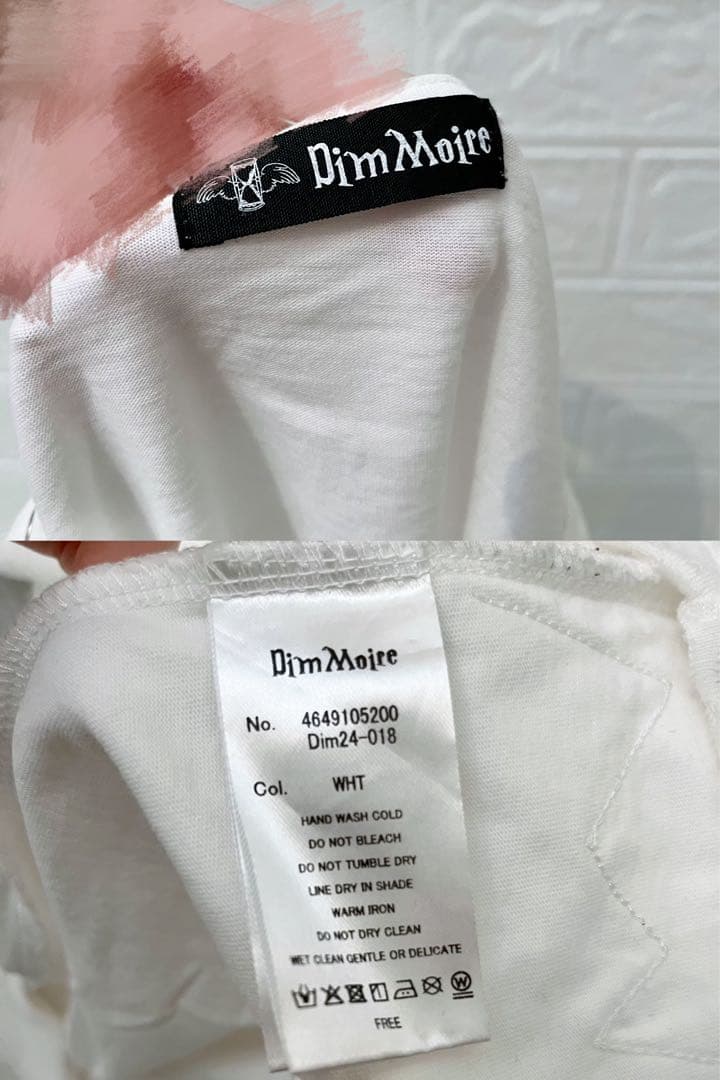 Dim Moire
Dim Moire
No. 4649105200
Dim24-018
Col. WHT
HAND WASH COLD
DO NOT BLEACH
DO NOT TUMBLE DRY
LINE DRY IN SHADE
WARM IRON
DO NOT DRY CLEAN
WET CLEAN GENTLE OR DELICATE
W
FREE